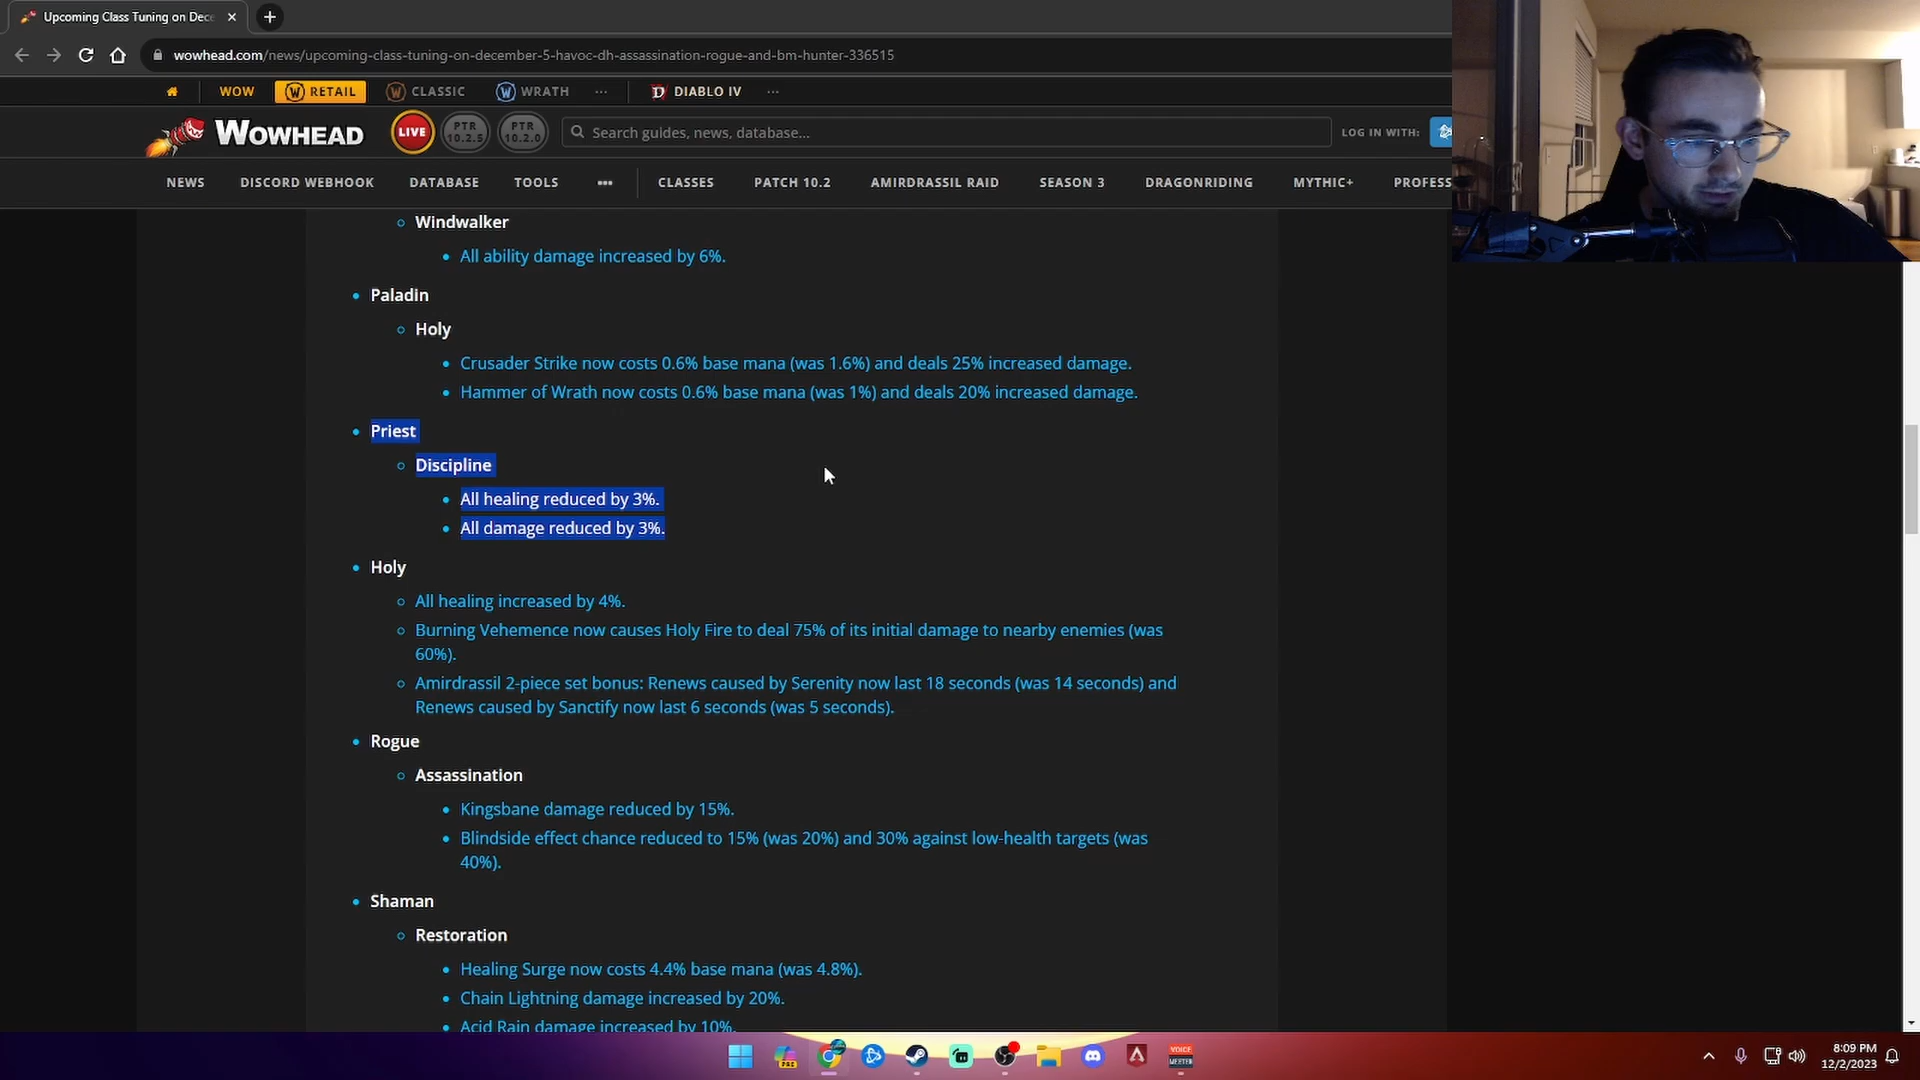 Upcoming Class Tuning on Dece
wowhead.com/news/upcoming-class-tuning-on-december-5-havoc-dh-assassination-rogue-and-bm-hunter-336515
WOW
RETAIL
CLASSIC
WRATH
DIABLO IV
WOWHEAD
LIVE
PTR 10.2.5
PTR 10.2.0
Search guides, news, database...
LOG IN WITH:
NEWS
DISCORD WEBHOOK
DATABASE
TOOLS
CLASSES
PATCH 10.2
AMIRDRASSIL RAID
SEASON 3
DRAGONRIDING
MYTHIC+
PROFESS
Windwalker
All ability damage increased by 6%.
Paladin
Holy
Crusader Strike now costs 0.6% base mana (was 1.6%) and deals 25% increased damage.
Hammer of Wrath now costs 0.6% base mana (was 1%) and deals 20% increased damage.
Priest
Discipline
All healing reduced by 3%.
All damage reduced by 3%.
Holy
All healing increased by 4%.
Burning Vehemence now causes Holy Fire to deal 75% of its initial damage to nearby enemies (was
60%).
Amirdrassil 2-piece set bonus: Renews caused by Serenity now last 18 seconds (was 14 seconds) and
Renews caused by Sanctify now last 6 seconds (was 5 seconds).
Rogue
Assassination
Kingsbane damage reduced by 15%.
Blindside effect chance reduced to 15% (was 20%) and 30% against low-health targets (was
40%).
Shaman
Restoration
Healing Surge now costs 4.4% base mana (was 4.8%).
Chain Lightning damage increased by 20%.
Acid Rain damage increased by 10%.
VOICE
MEETER
8:09 PM
12/2/2023